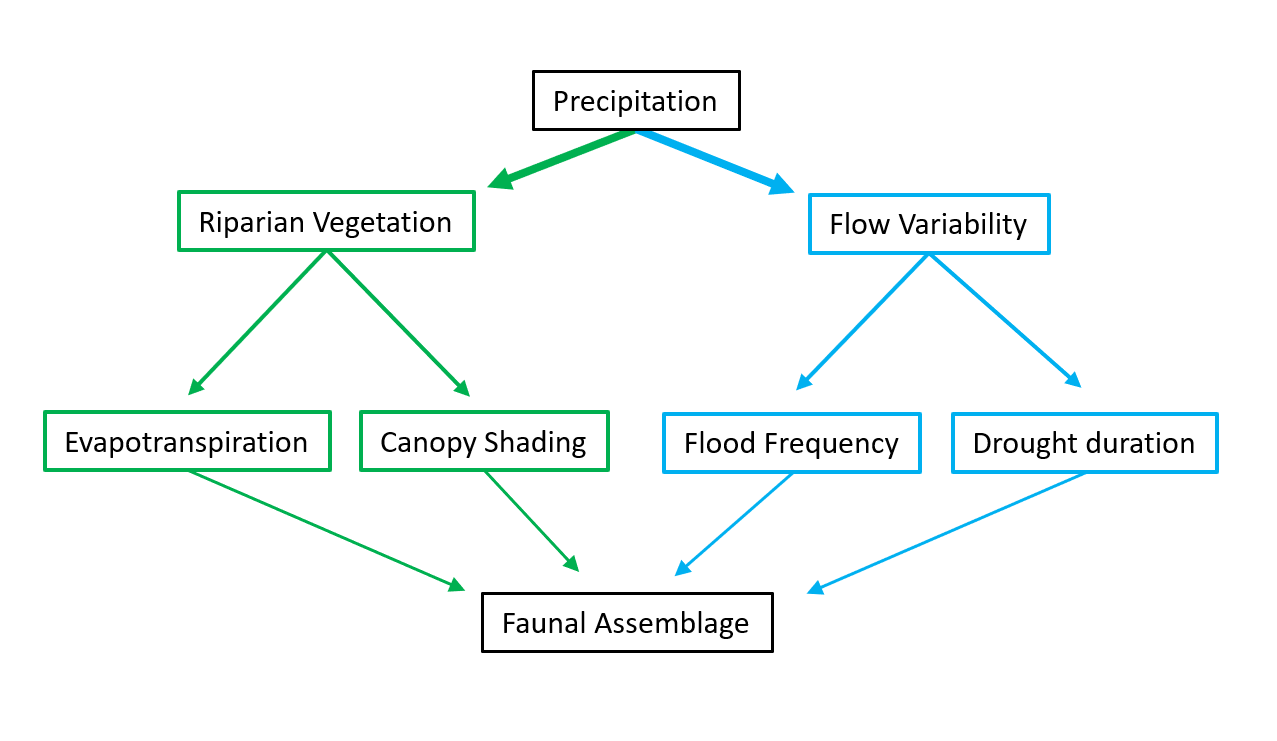 Precipitation
Riparian Vegetation
Flow Variability
Evapotranspiration
Canopy Shading
Flood Frequency
Drought duration
Faunal Assemblage